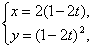 {x = 2(1-2t),
y = (1-2t)²,